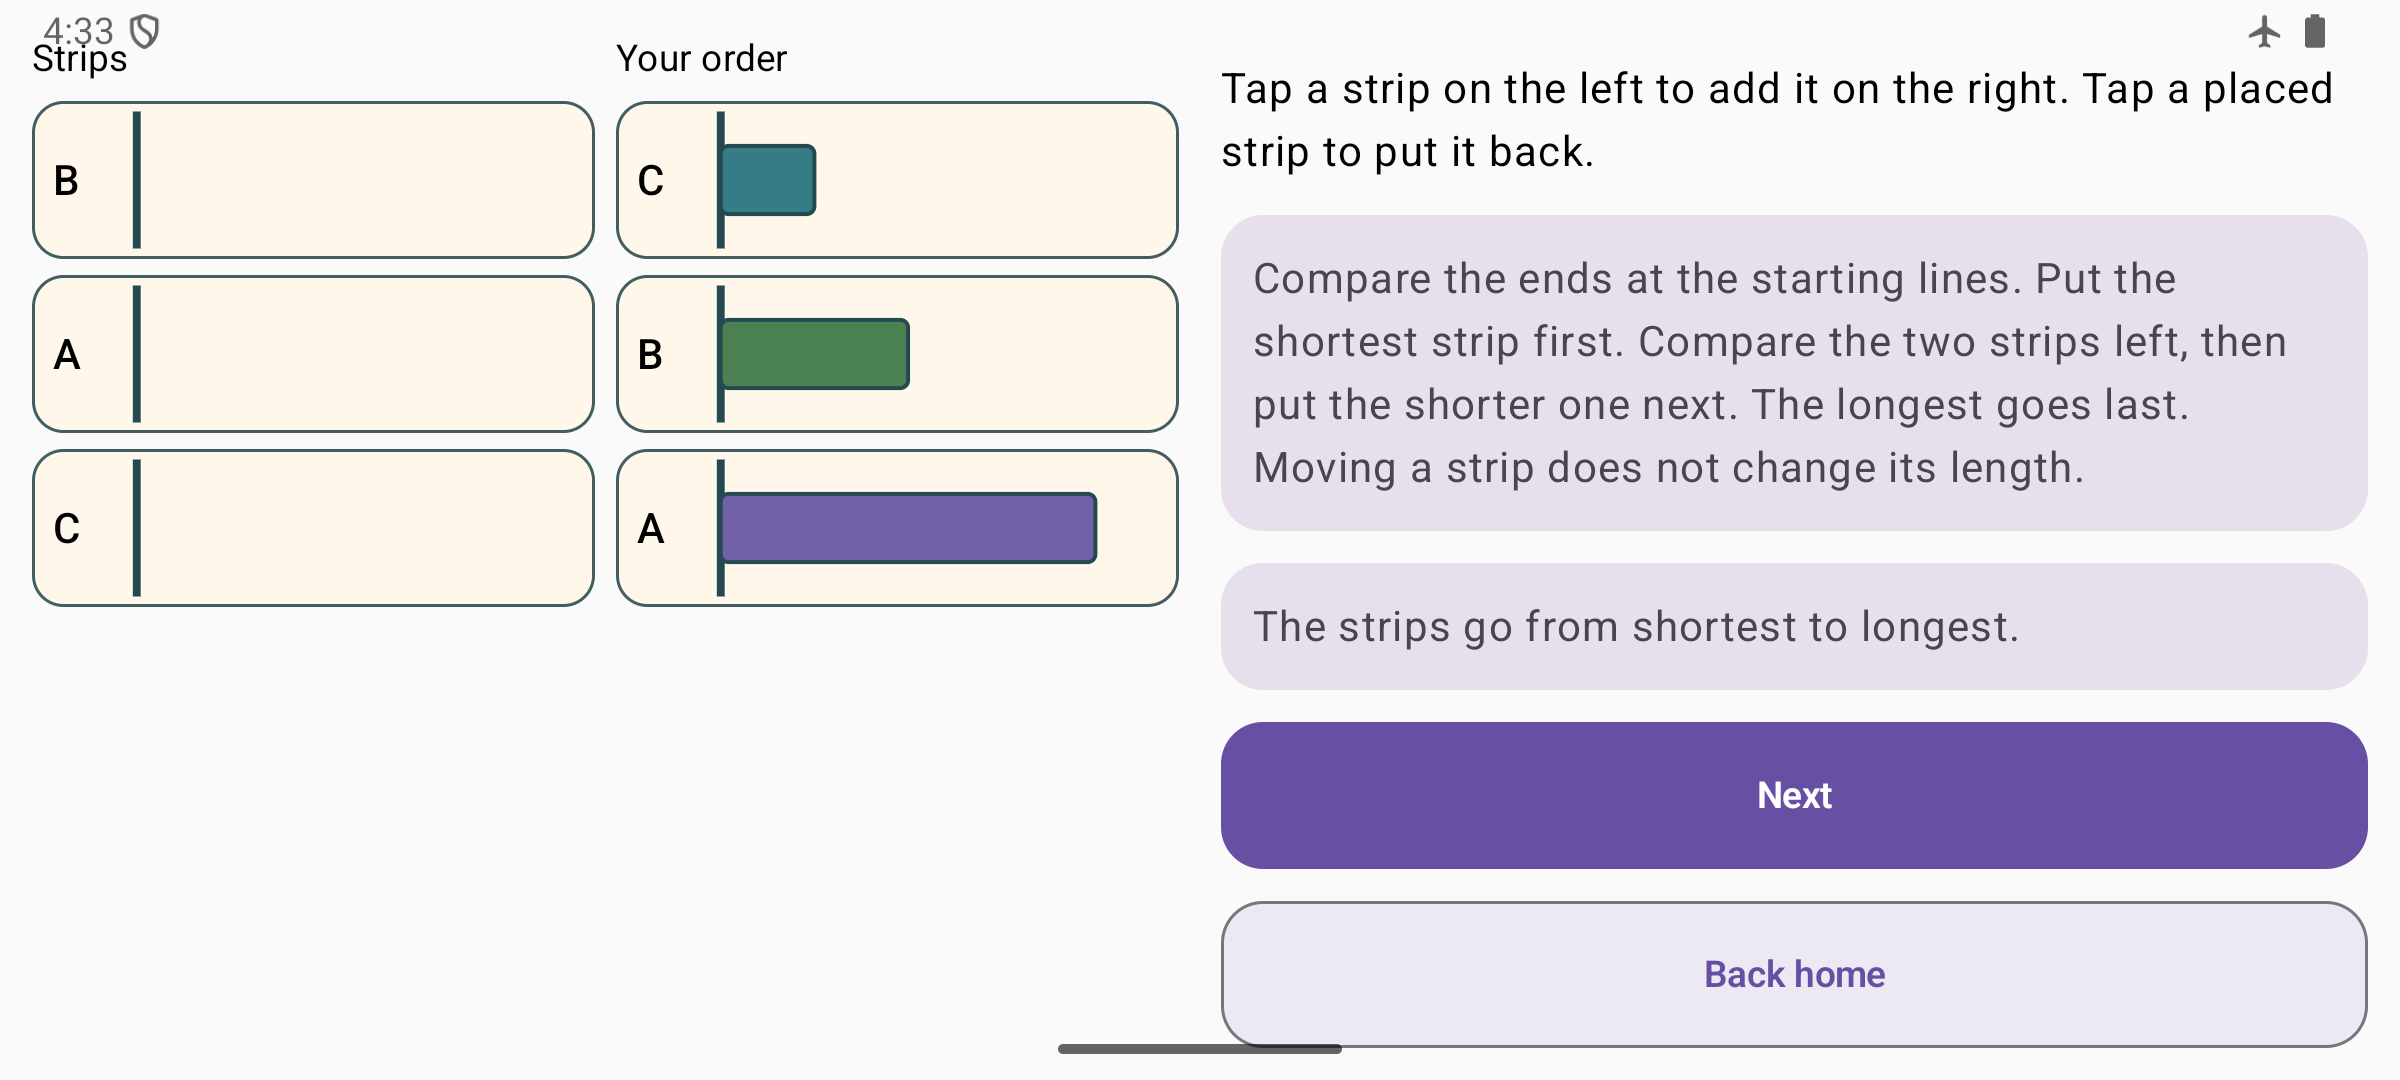 4:33
Strips
B
A
C
Your order
C
B
A
Tap a strip on the left to add it on the right. Tap a placed
strip to put it back.
Compare the ends at the starting lines. Put the
shortest strip first. Compare the two strips left, then
put the shorter one next. The longest goes last.
Moving a strip does not change its length.
The strips go from shortest to longest.
Next
Back home